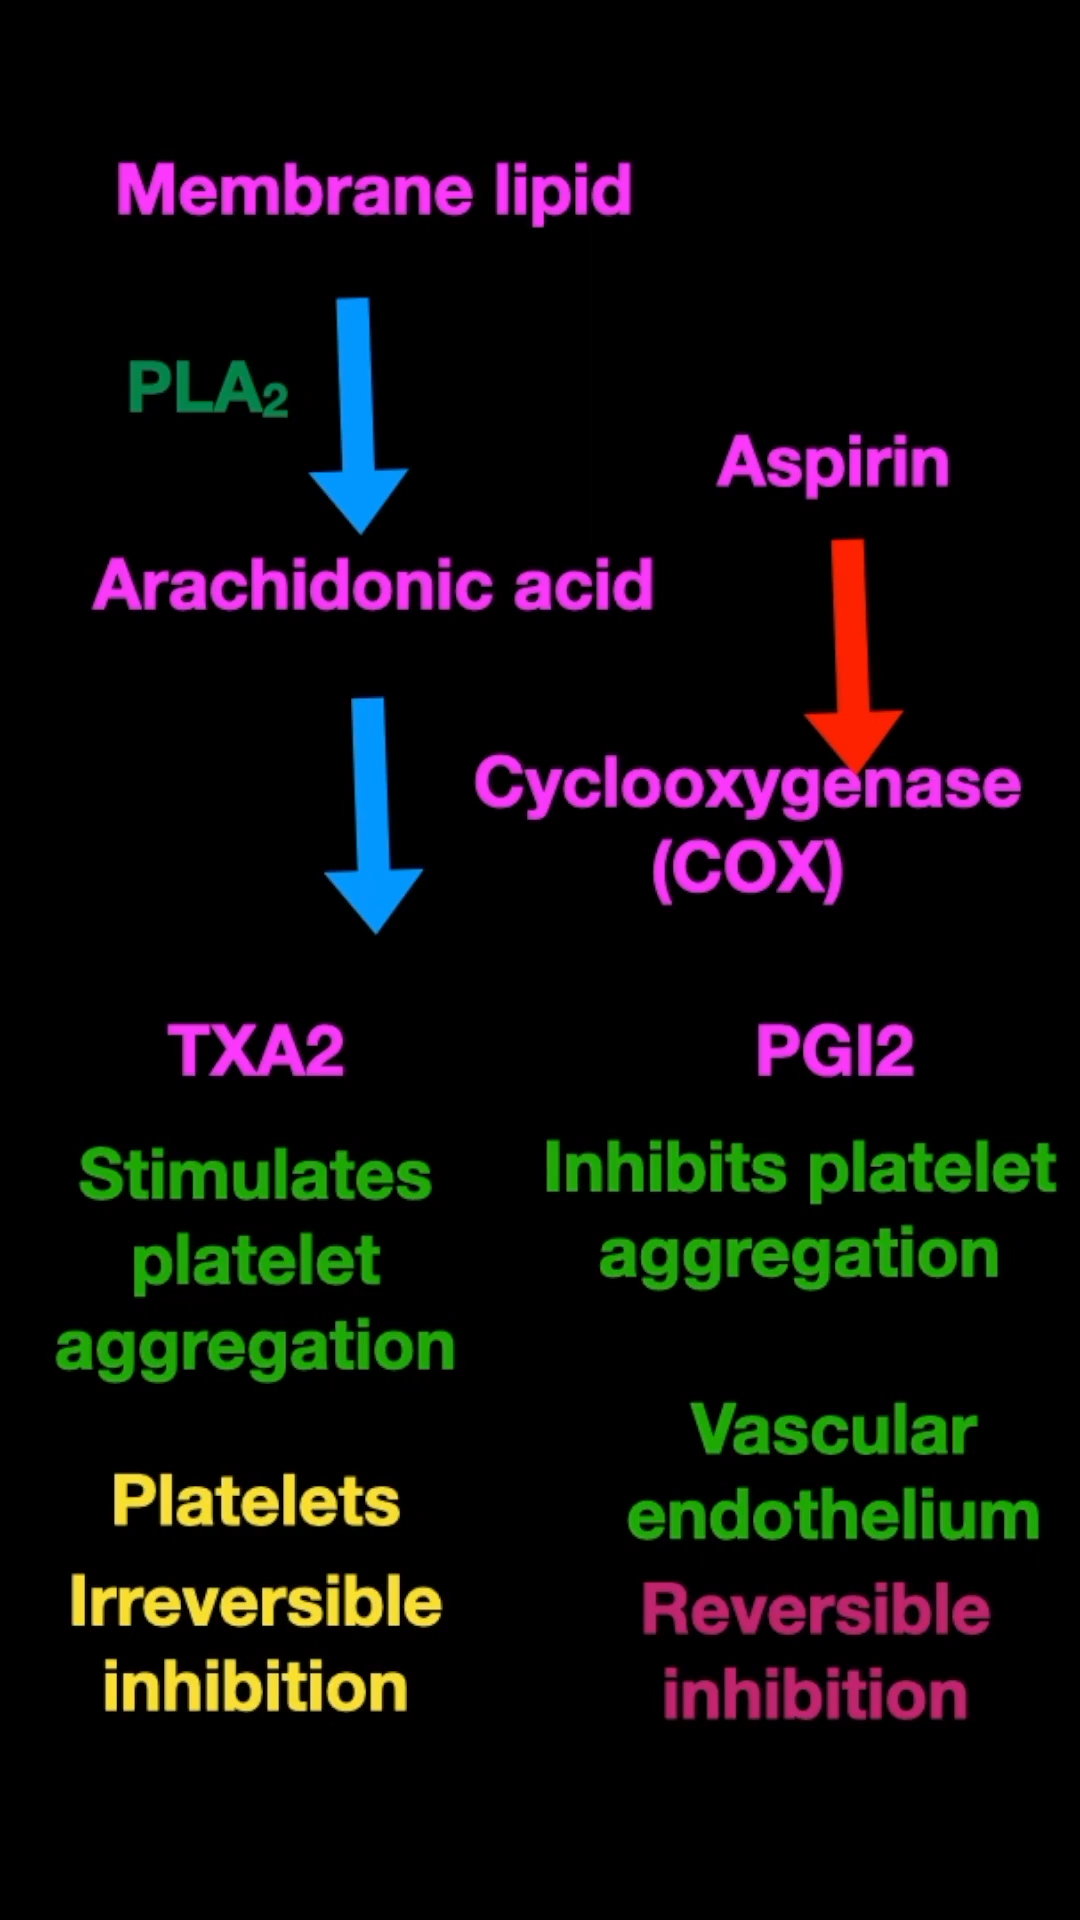 Membrane lipid
PLA₂
Aspirin
Arachidonic acid
Cyclooxygenase
(COX)
TXA2
Stimulates
platelet
aggregation
Platelets
Irreversible
inhibition
PGI2
Inhibits platelet
aggregation
Vascular
endothelium
Reversible
inhibition